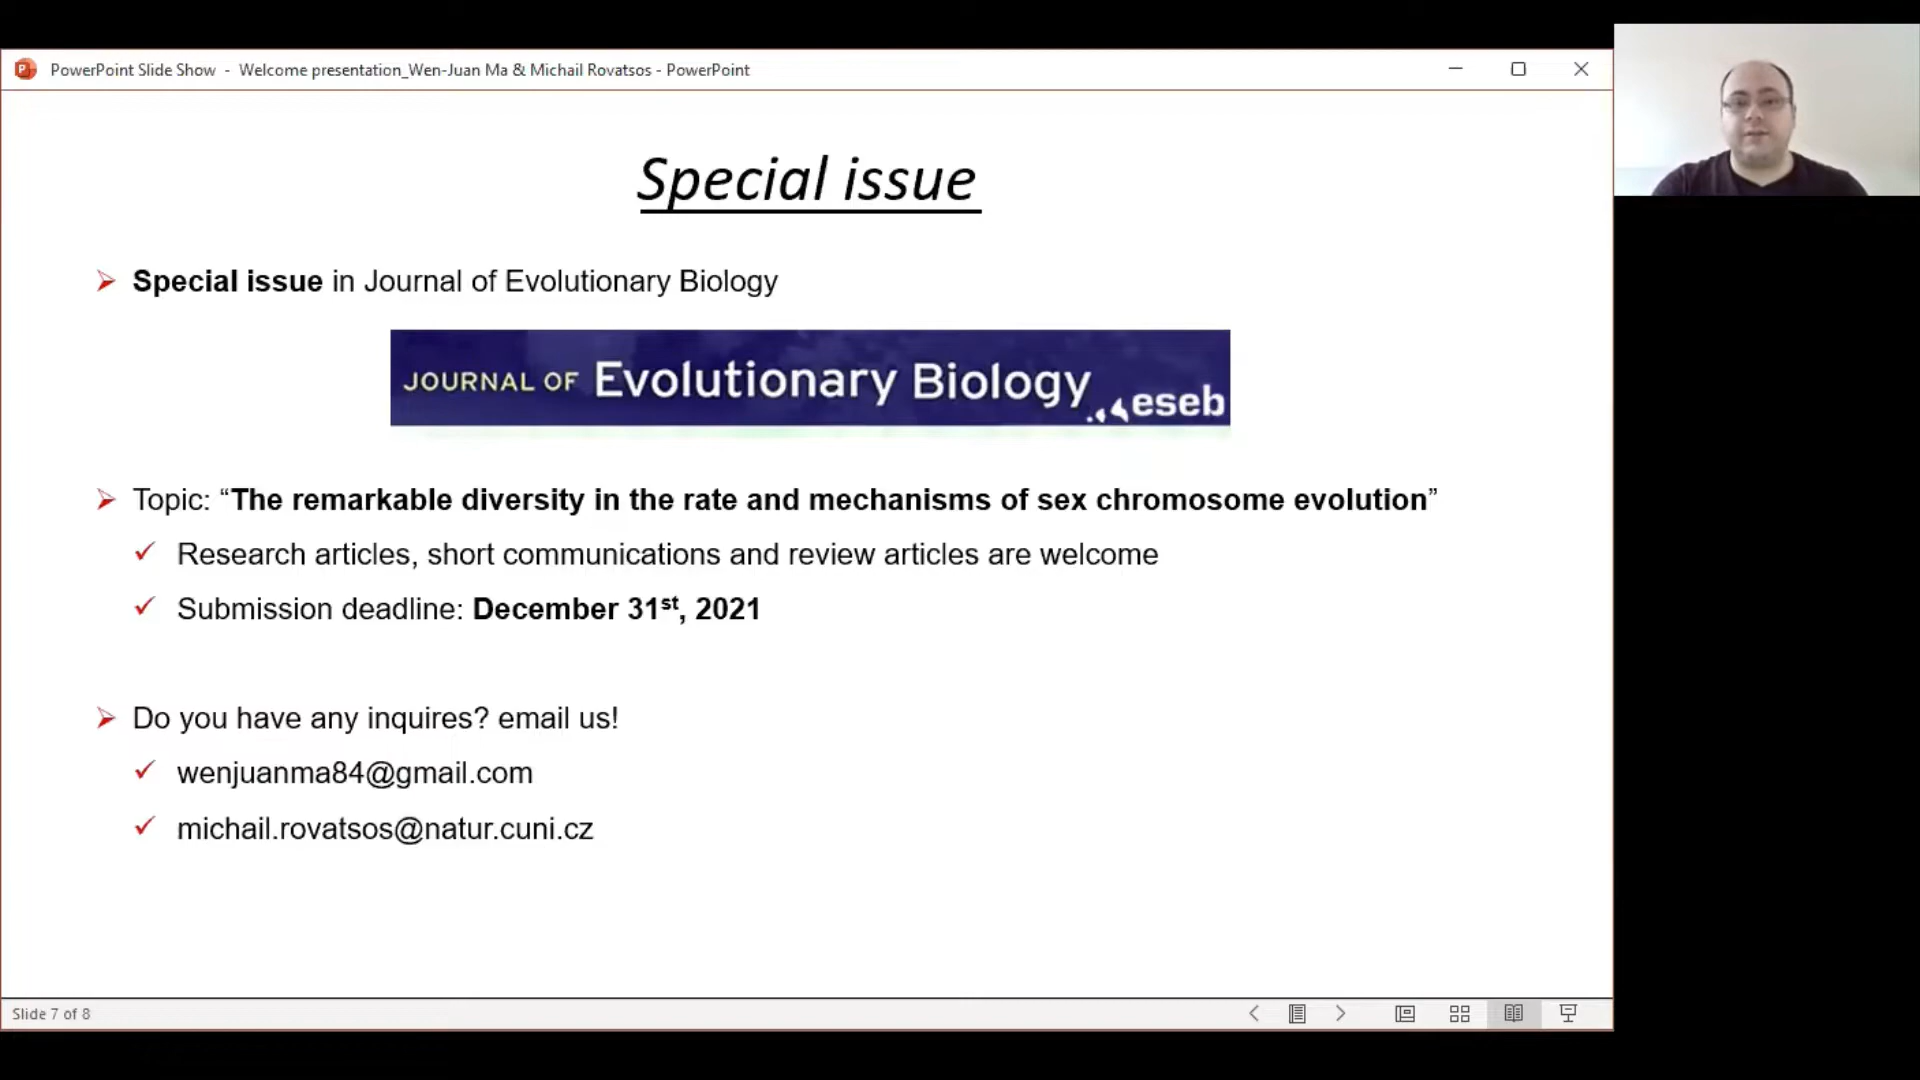 PowerPoint Slide Show - Welcome presentation_Wen-Juan Ma & Michail Rovatsos - PowerPoint
Special issue
Special issue in Journal of Evolutionary Biology
JOURNAL OF Evolutionary Biology
eseb
Topic: “The remarkable diversity in the rate and mechanisms of sex chromosome evolution”
Research articles, short communications and review articles are welcome
Submission deadline: December 31st, 2021
Do you have any inquires? email us!
wenjuanma84@gmail.com
michail.rovatsos@natur.cuni.cz
Slide 7 of 8